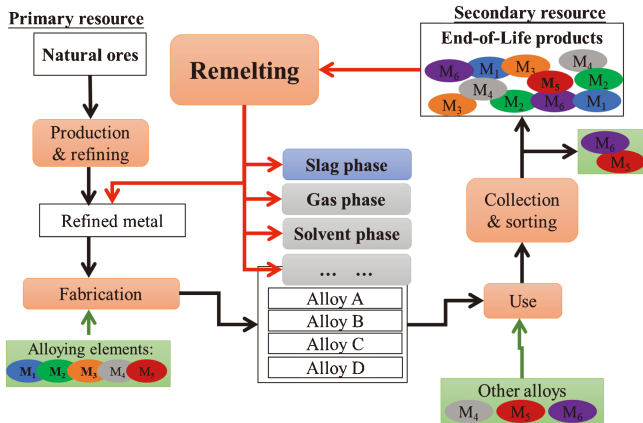 Primary resource
Natural ores
Production
& refining
Refined metal
Fabrication
Alloying elements:
M₁ M₂ M₃ M₄ M₅
Remelting
Slag phase
Gas phase
Solvent phase
... ...
Alloy A
Alloy B
Alloy C
Alloy D
Secondary resource
End-of-Life products
M₆ M₁ M₃ M₄
M₄ M₅ M₂
M₃ M₂ M₆ M₁
M₆
M₅
Collection
& sorting
Use
Other alloys
M₄ M₅ M₆